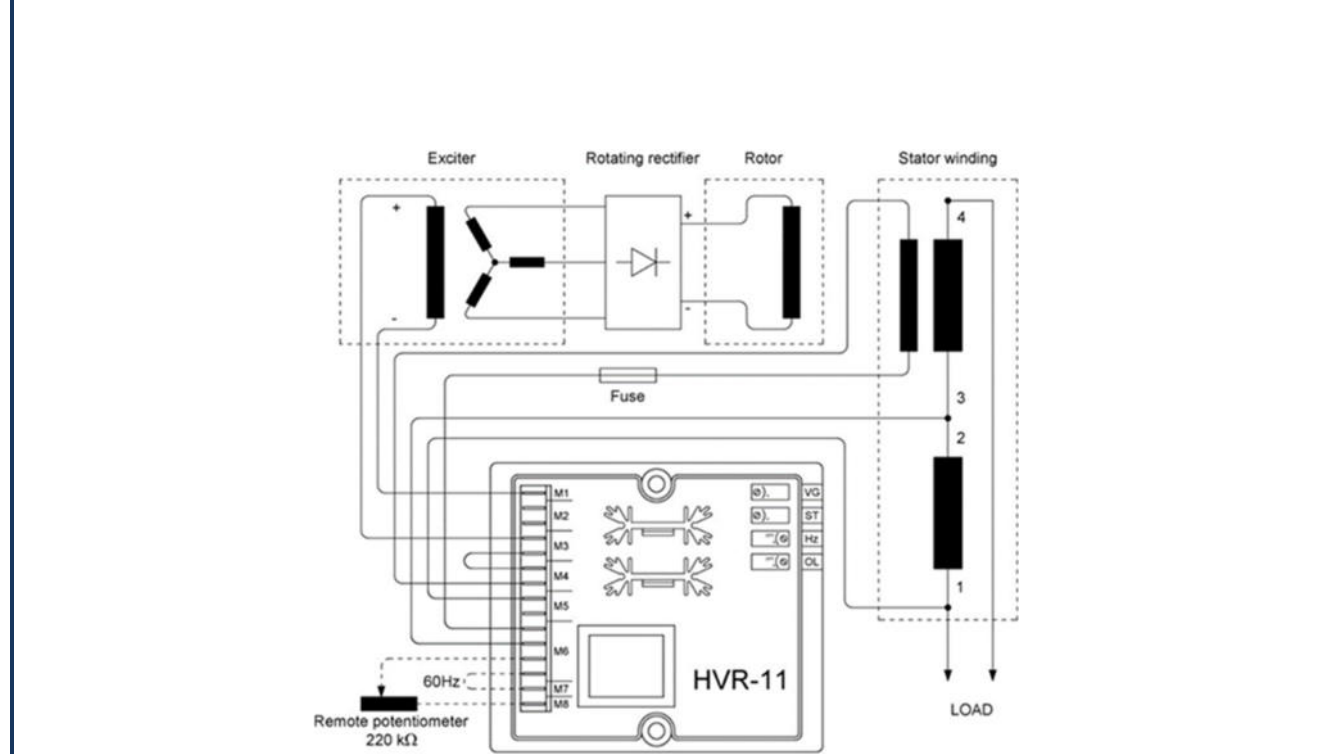 Exciter
Rotating rectifier
Rotor
Stator winding
+
+
4
-
-
Fuse
3
2
M1
VG
M2
ST
M3
Hz
M4
OL
1
M5
M6
60Hz
M7
HVR-11
M8
LOAD
Remote potentiometer
220 kΩ